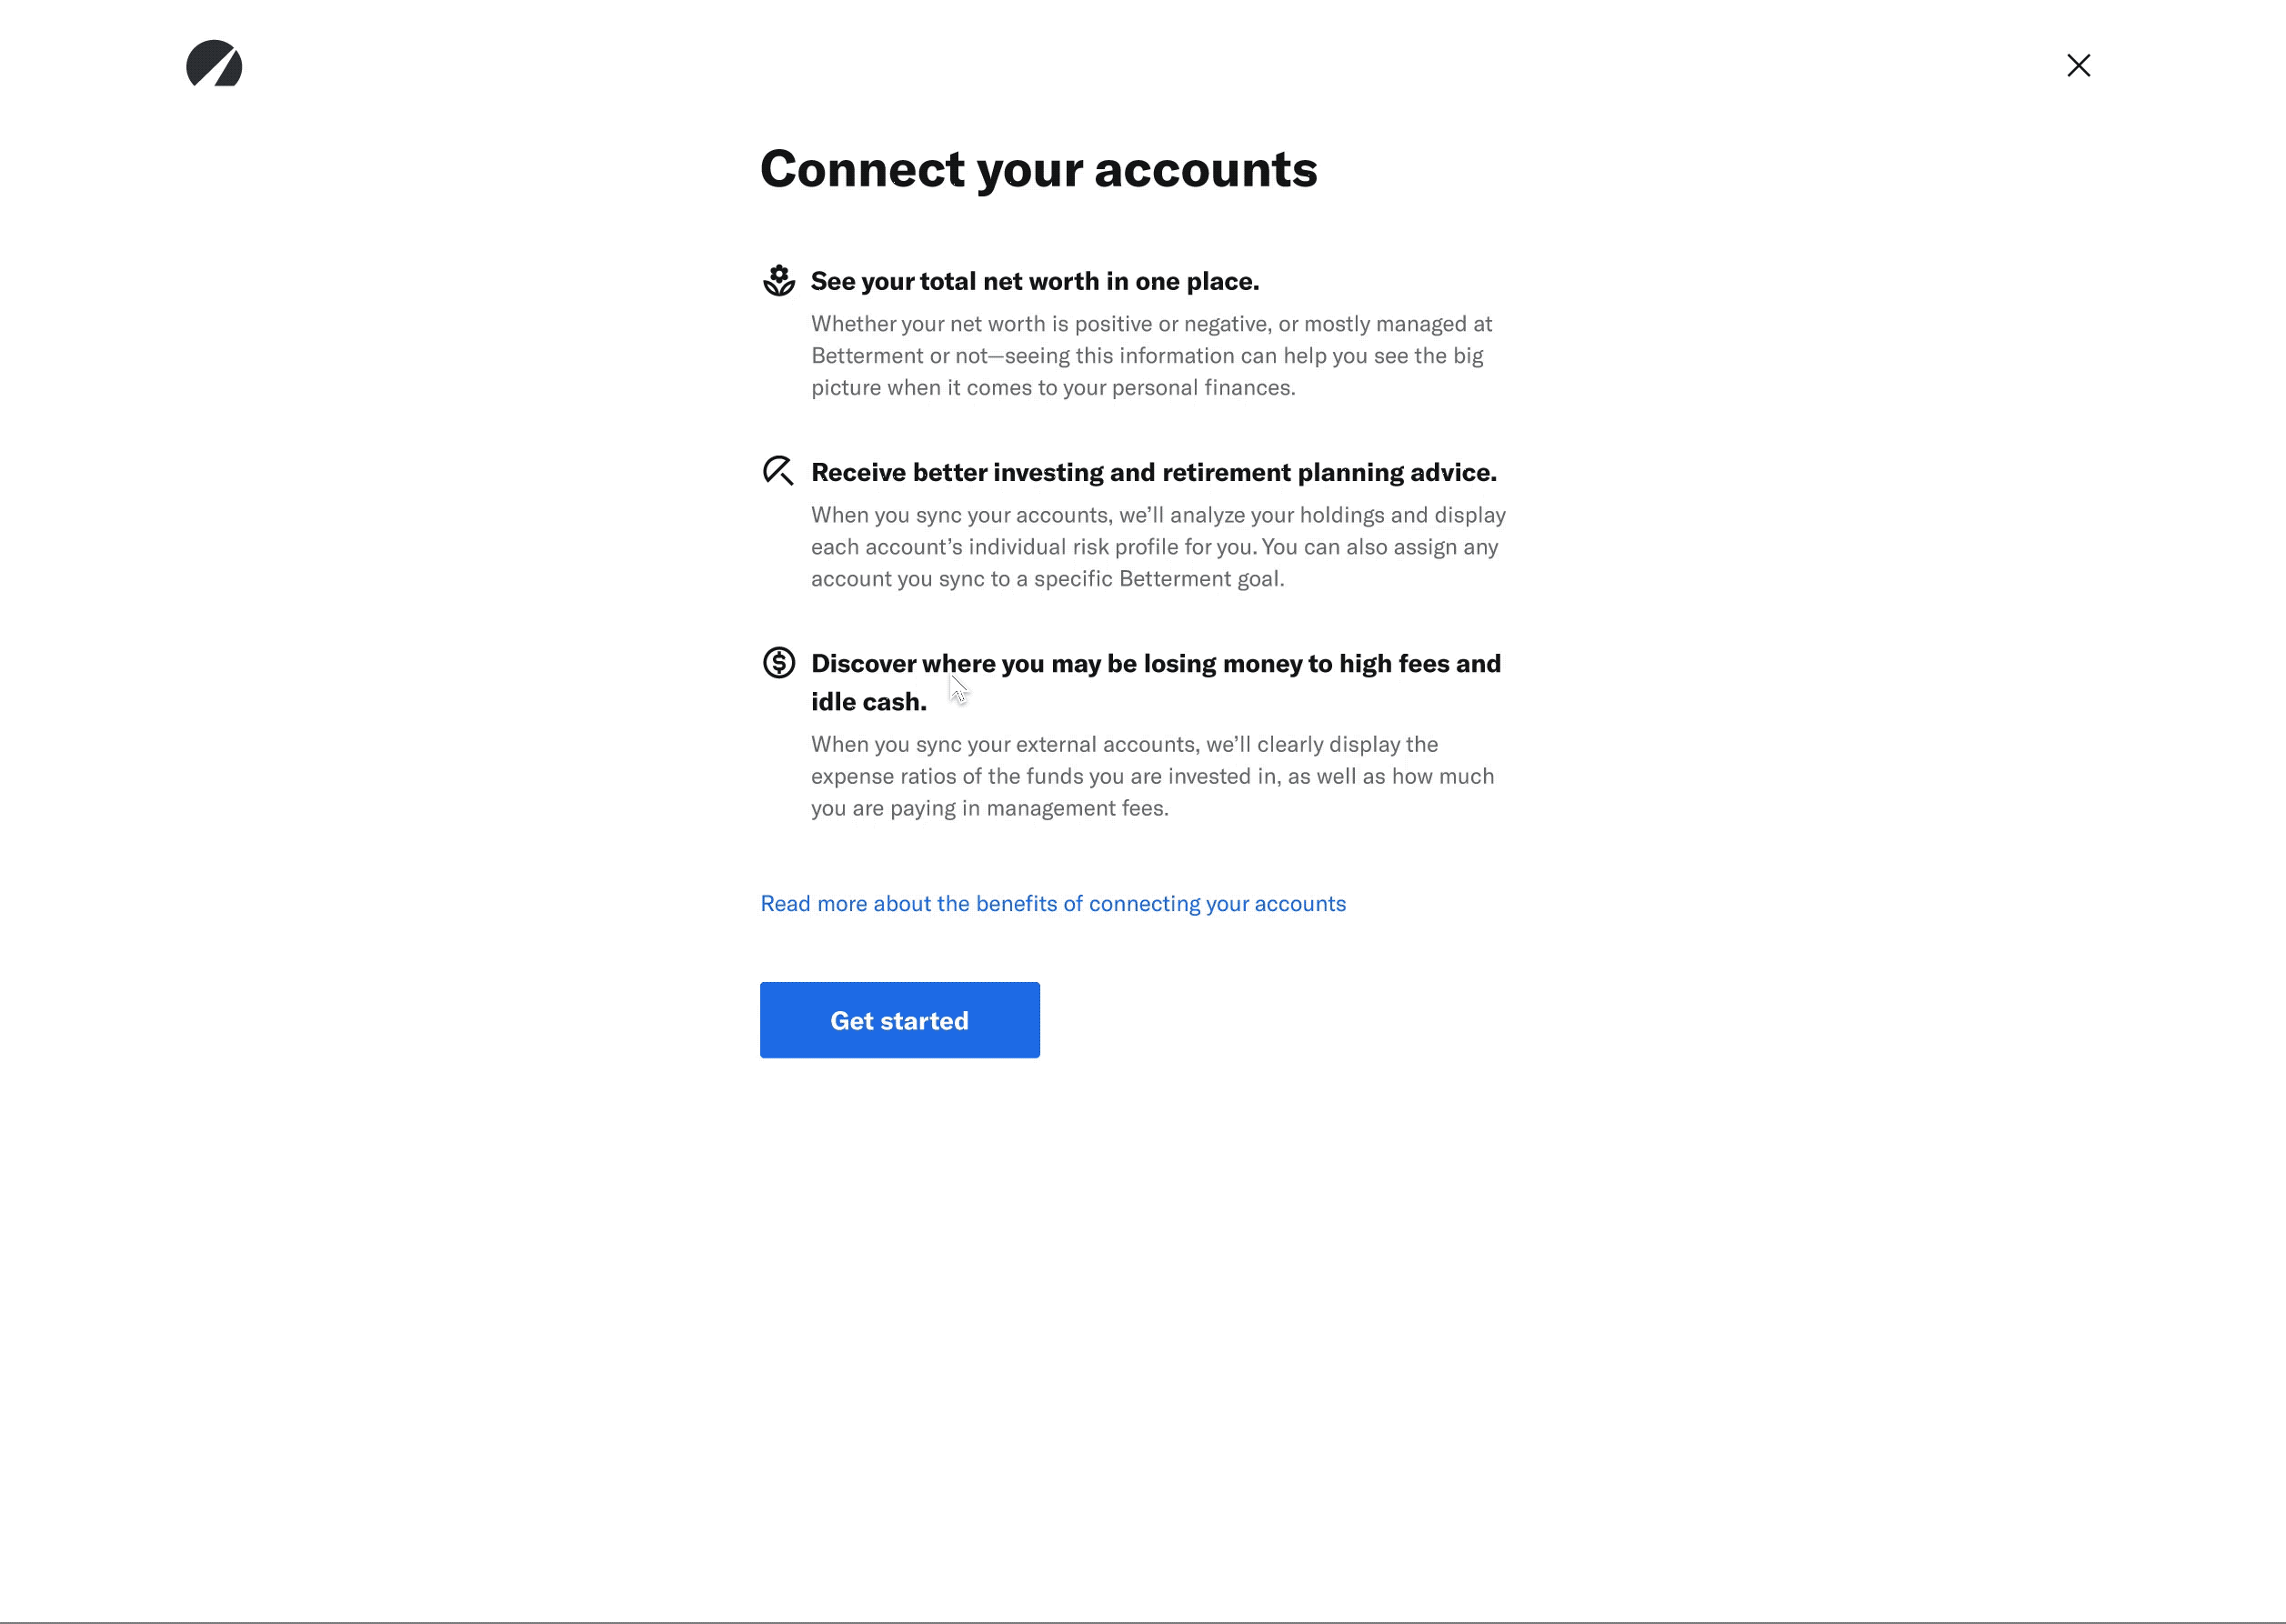 Connect your accounts
See your total net worth in one place.
Whether your net worth is positive or negative, or mostly managed at
Betterment or not—seeing this information can help you see the big
picture when it comes to your personal finances.
Receive better investing and retirement planning advice.
When you sync your accounts, we’ll analyze your holdings and display
each account’s individual risk profile for you. You can also assign any
account you sync to a specific Betterment goal.
Discover where you may be losing money to high fees and
idle cash.
When you sync your external accounts, we’ll clearly display the
expense ratios of the funds you are invested in, as well as how much
you are paying in management fees.
Read more about the benefits of connecting your accounts
Get started